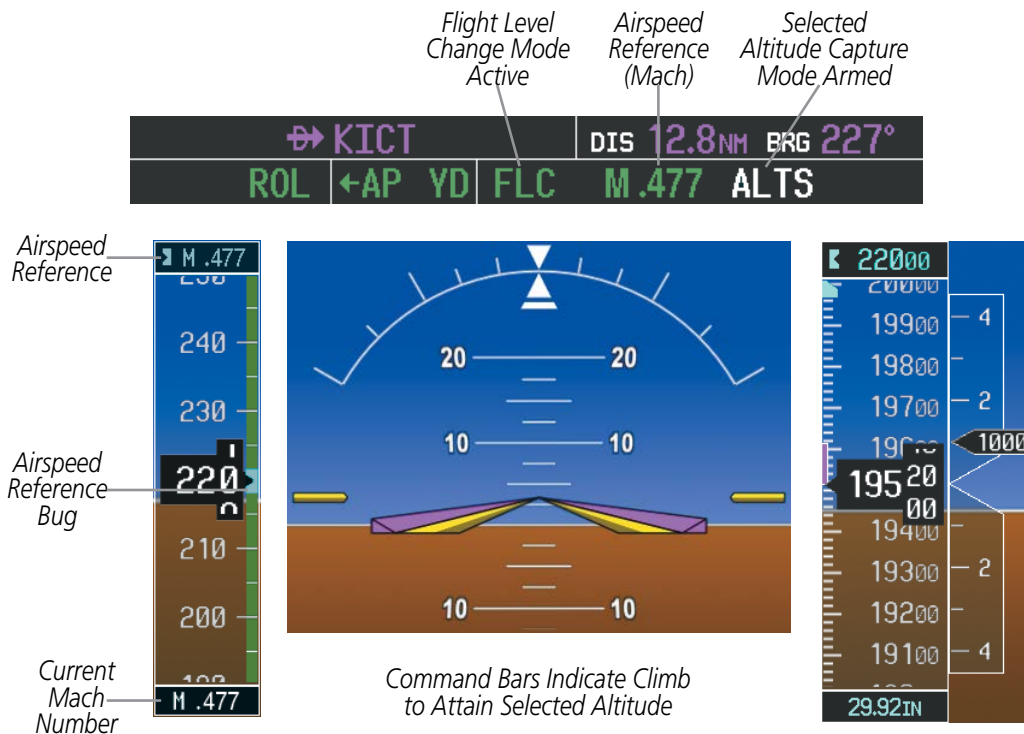 Flight Level
Change Mode
Active
Airspeed
Reference
(Mach)
Selected
Altitude Capture
Mode Armed
KICT DIS 12.8NM BRG 227°
ROL ←AP YD FLC M .477 ALTS
Airspeed
Reference
M .477
240
230
220
210
200
Airspeed
Reference
Bug
Current
Mach
Number
M .477
20 20
10 10
10 10
Command Bars Indicate Climb
to Attain Selected Altitude
22000
20000
19900
19800
19700
19520
00
19400
19300
19200
19100
29.92IN
4
2
1000
2
4